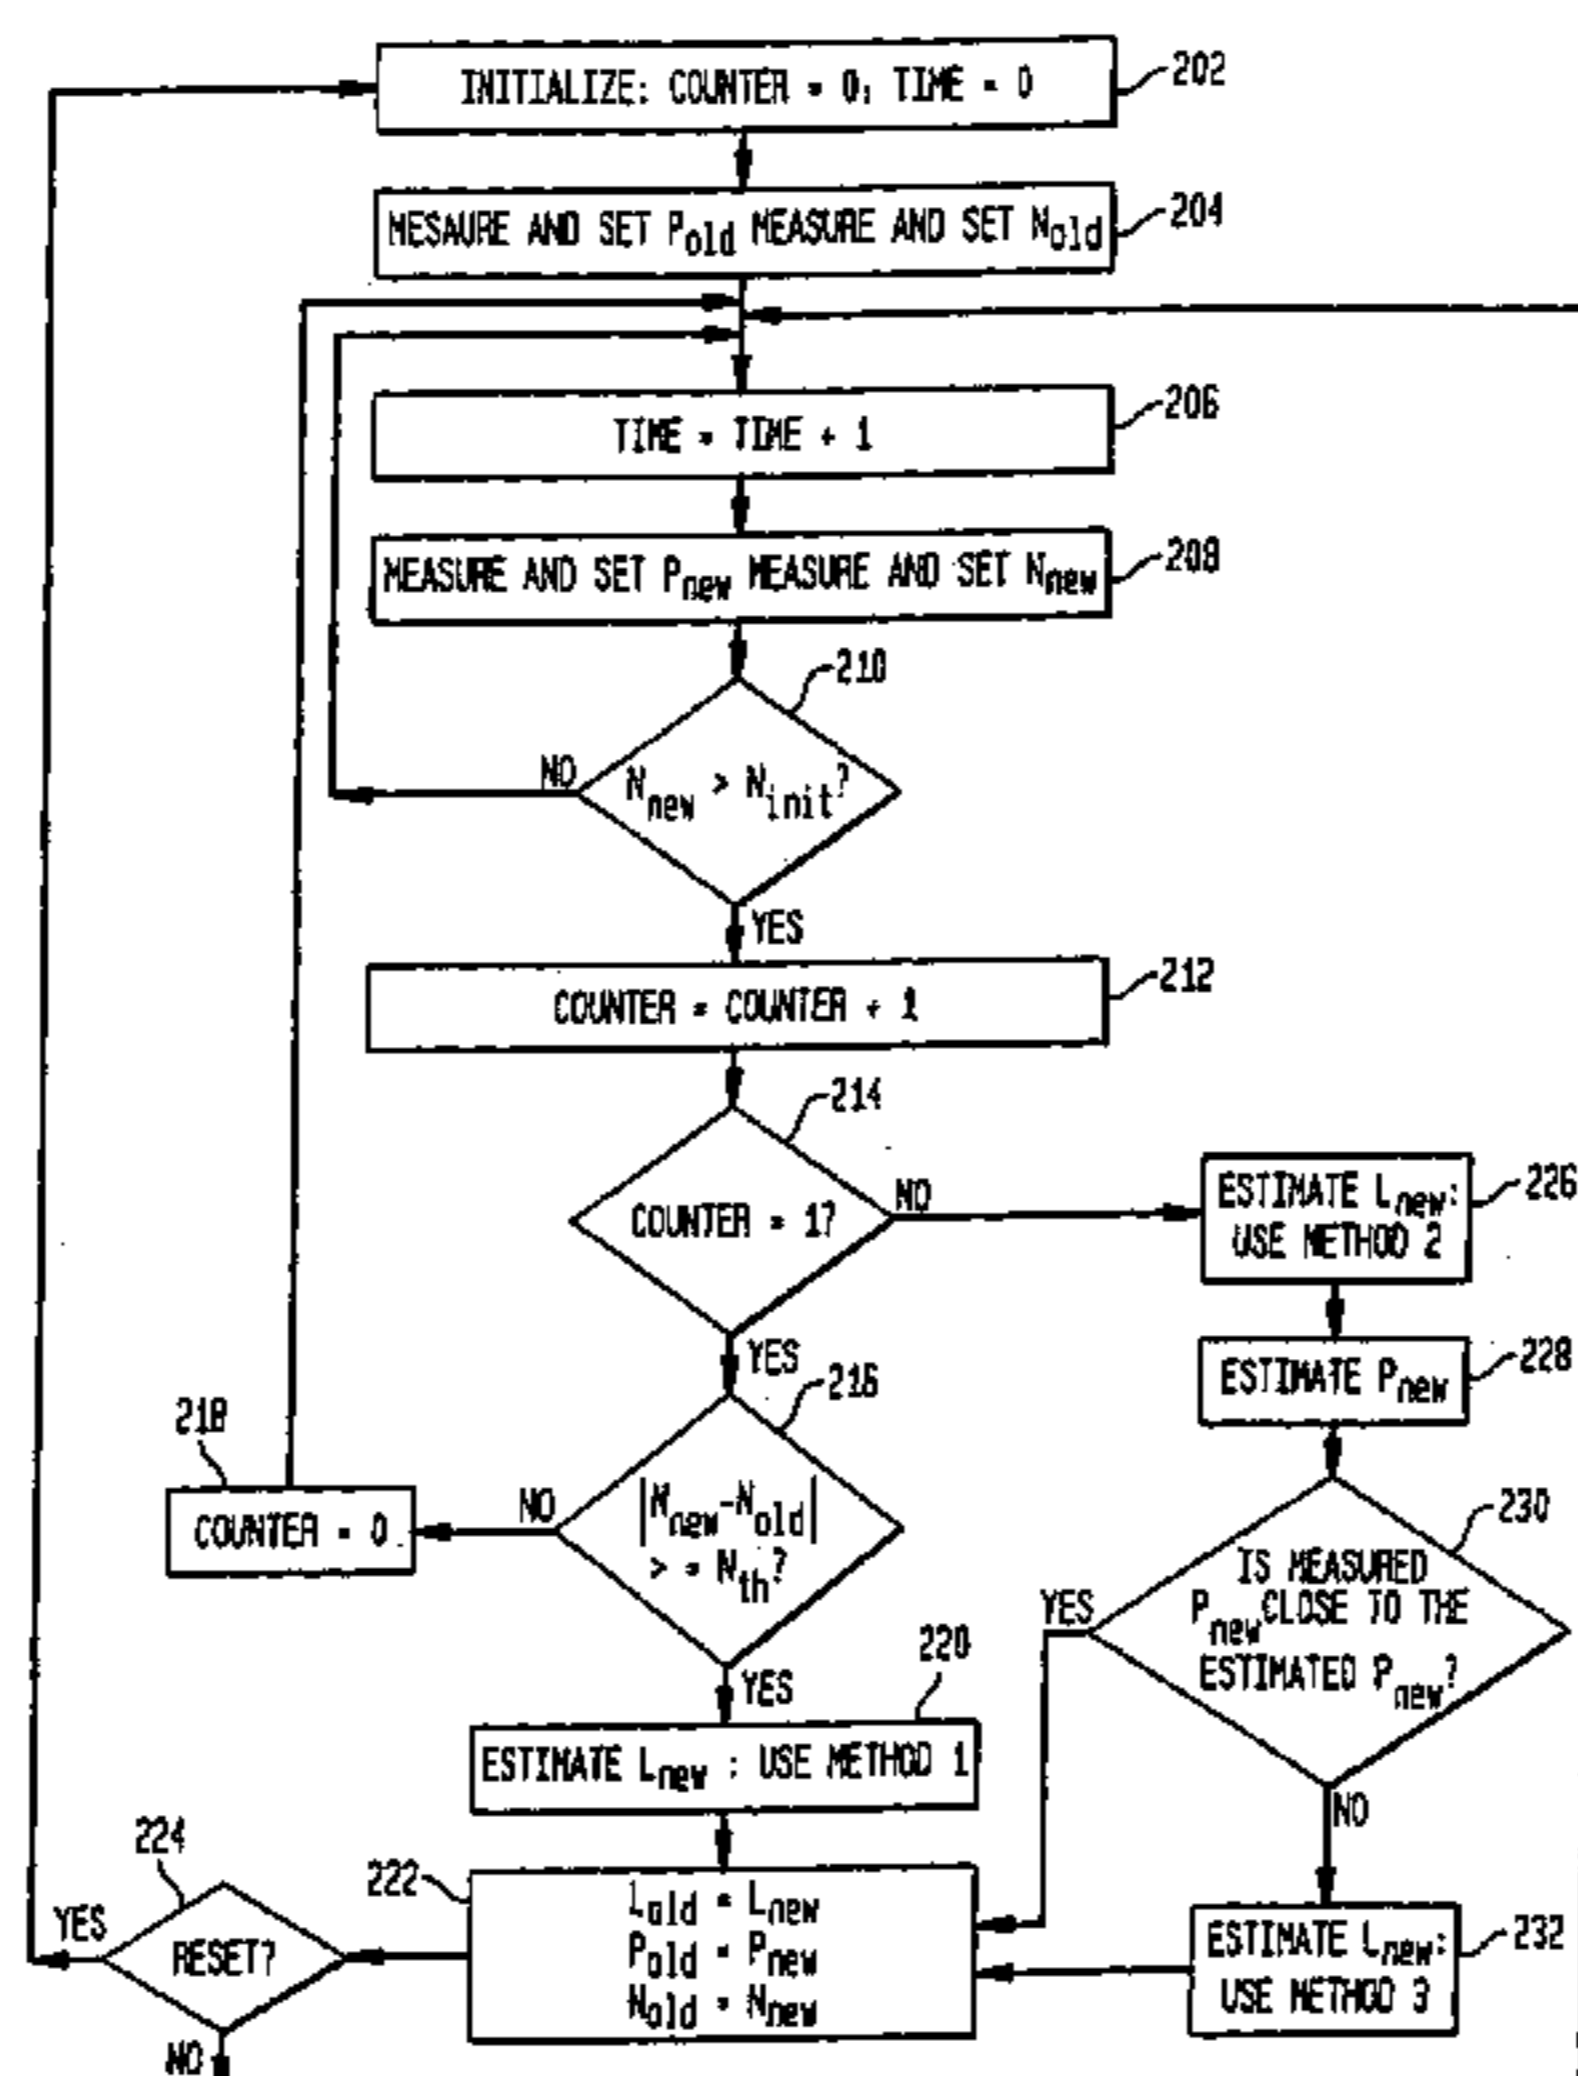 INITIALIZE: COUNTER = 0; TIME = 0
202
MESAURE AND SET Pold MEASURE AND SET Nold
204
TIME = TIME + 1
206
MEASURE AND SET Pnew MEASURE AND SET Nnew
208
210
NO
Nnew > Ninit?
YES
COUNTER = COUNTER + 1
212
214
COUNTER = 1?
NO
ESTIMATE Lnew:
USE METHOD 2
226
YES
ESTIMATE Pnew
228
216
218
COUNTER = 0
NO
|Nnew-Nold|
> = Nth?
230
IS MEASURED
Pnew CLOSE TO THE
ESTIMATED Pnew?
YES
NO
YES
220
ESTIMATE Lnew : USE METHOD 1
224
YES
RESET?
NO
222
Lold = Lnew
Pold = Pnew
Nold = Nnew
ESTIMATE Lnew:
USE METHOD 3
232